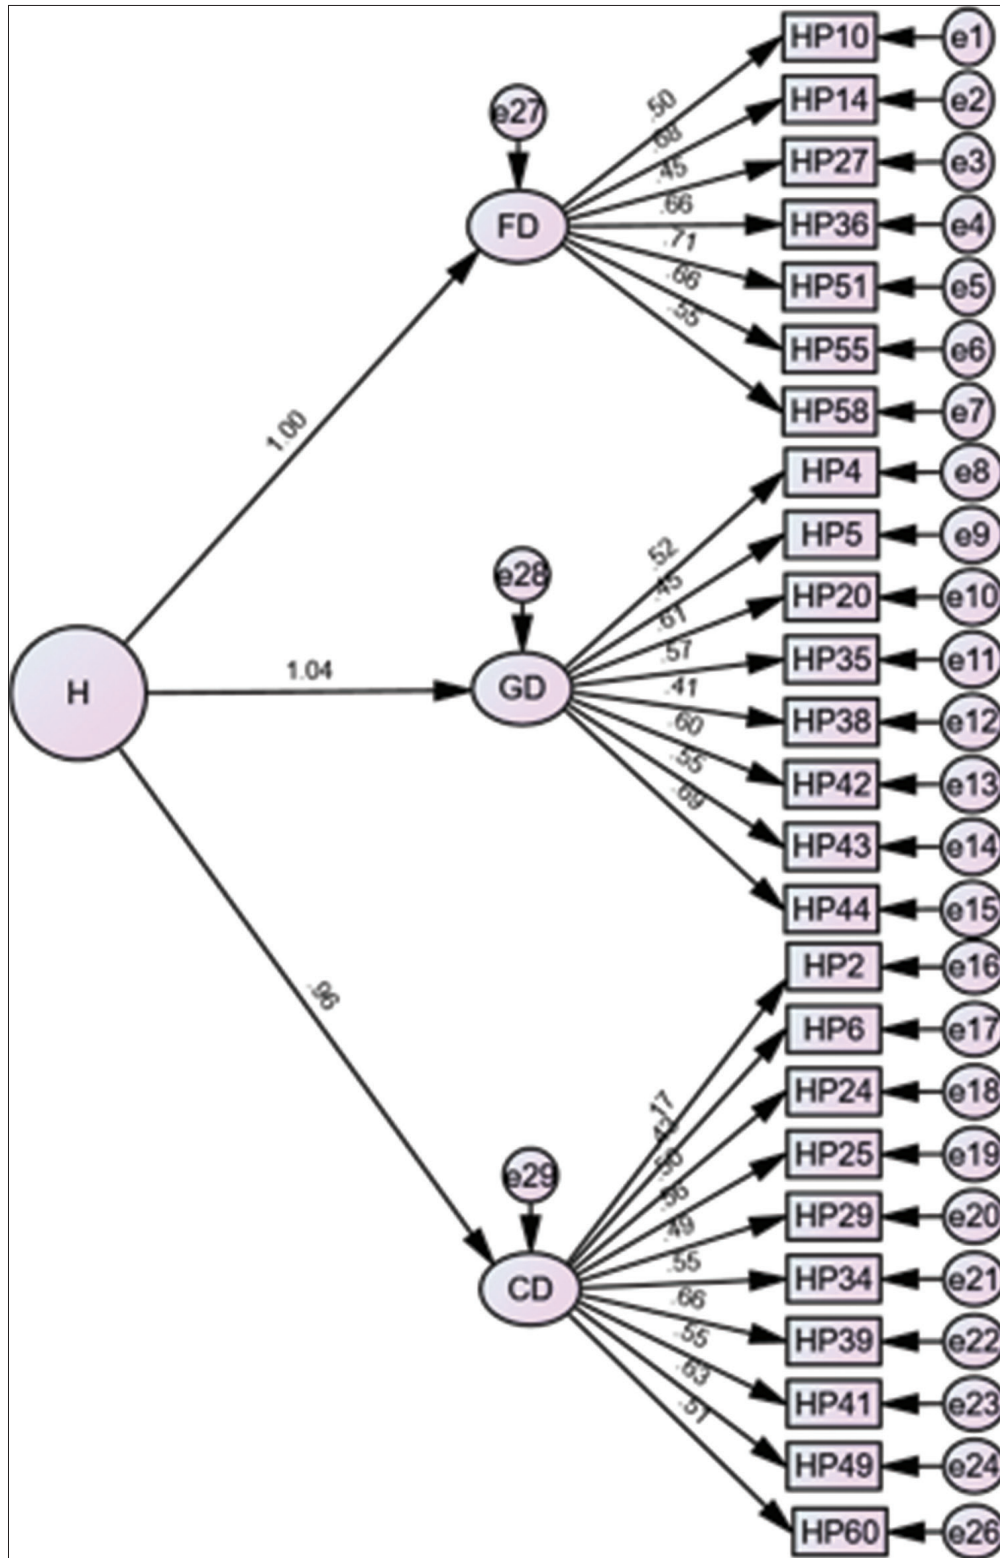 HP10 e1
.50
e27
HP14 e2
.68
HP27 e3
.45
FD
.66
HP36 e4
.71
HP51 e5
.66
.55
HP55 e6
HP58 e7
1.00
HP4 e8
HP5 e9
.52
e28
.45
HP20 e10
.61
.57
HP35 e11
H
1.04
GD
.41
HP38 e12
.60
.55
HP42 e13
.69
HP43 e14
HP44 e15
HP2 e16
.96
HP6 e17
HP24 e18
.17
HP25 e19
e29
.56
HP29 e20
.49
.55
HP34 e21
CD
.66
HP39 e22
.55
.63
HP41 e23
.51
HP49 e24
HP60 e26